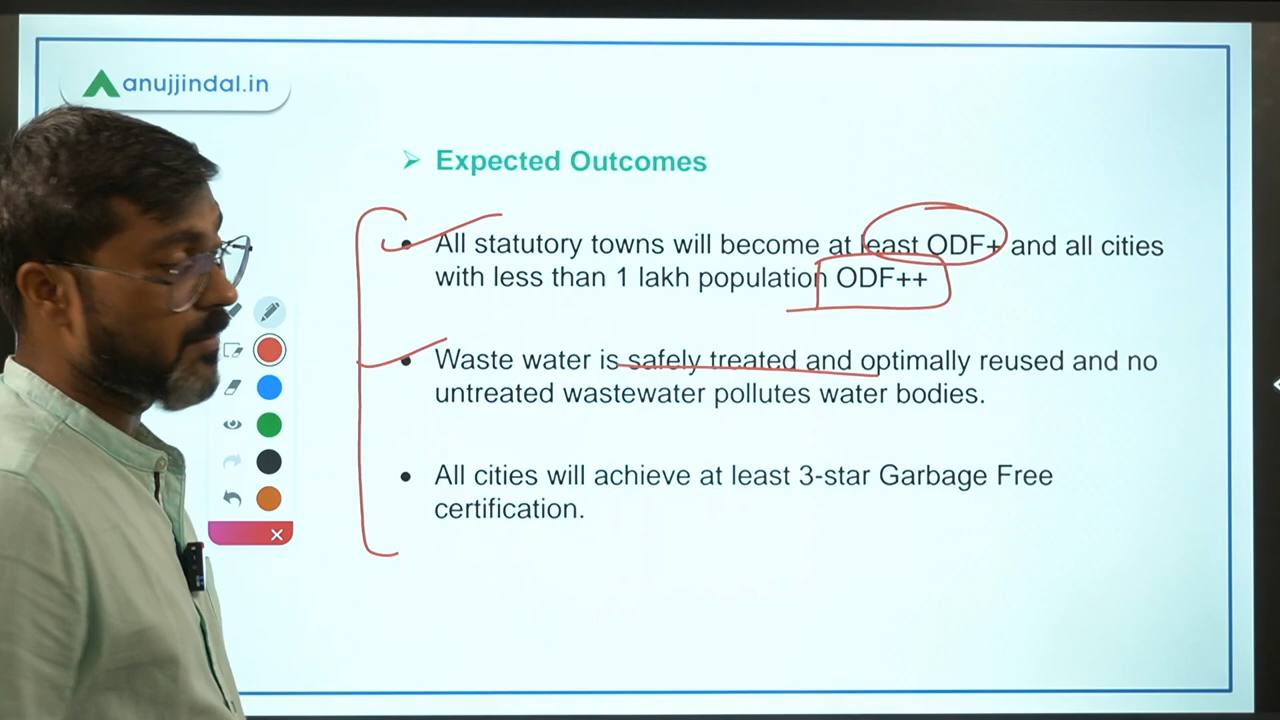 anujjindal.in
Expected Outcomes
All statutory towns will become at least ODF+ and all cities
with less than 1 lakh population ODF++
Waste water is safely treated and optimally reused and no
untreated wastewater pollutes water bodies.
All cities will achieve at least 3-star Garbage Free
certification.